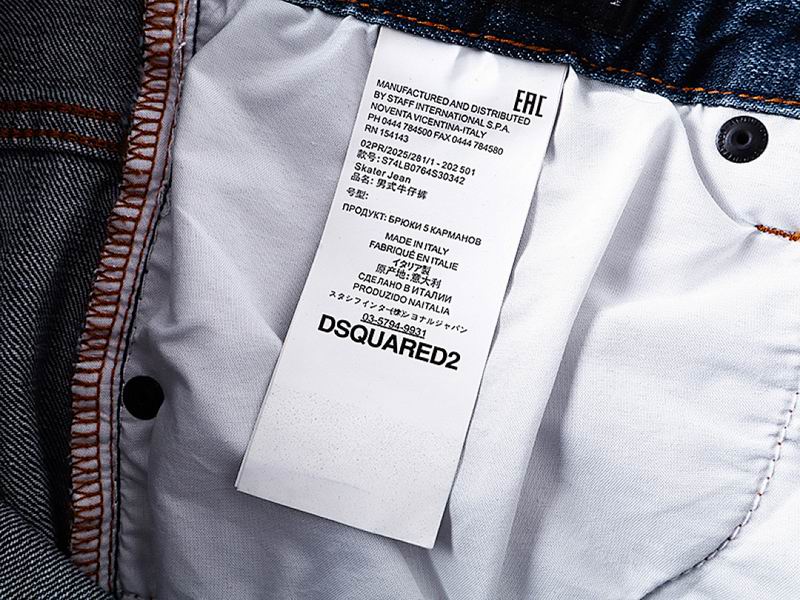 EAC
MANUFACTURED AND DISTRIBUTED
BY STAFF INTERNATIONAL S.P.A.
NOVENTA VICENTINA-ITALY
PH 0444 784500 FAX 0444 784580
RN 154143
02PR/2025/281/1 - 202 501
款号: S74LB0764S30342
Skater Jean
品名: 男式牛仔裤
号型:
ПРОДУКТ: БРЮКИ 5 КАРМАНОВ
MADE IN ITALY
FABRIQUÉ EN ITALIE
イタリア製
原产地: 意大利
СДЕЛАНО В ИТАЛИИ
PRODUZIDO NAITALIA
スタシフインター(株)ショナルジャパン
03-5794-9931
DSQUARED2